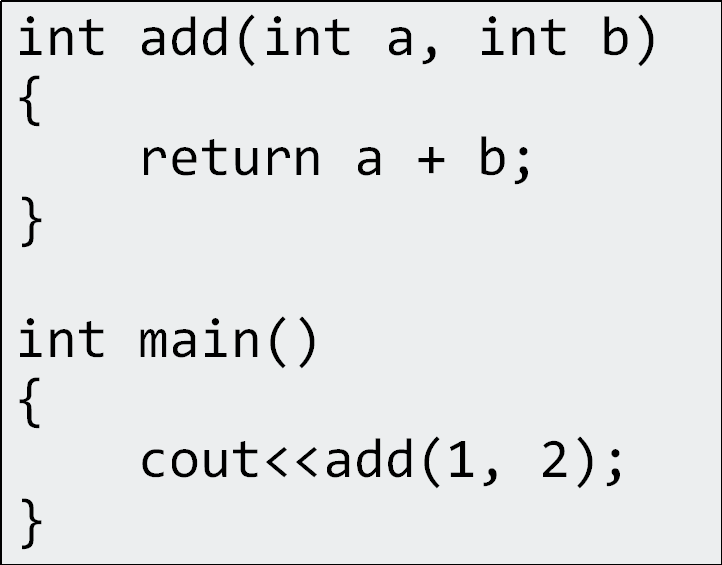 int add(int a, int b)
{
    return a + b;
}

int main()
{
    cout<<add(1, 2);
}